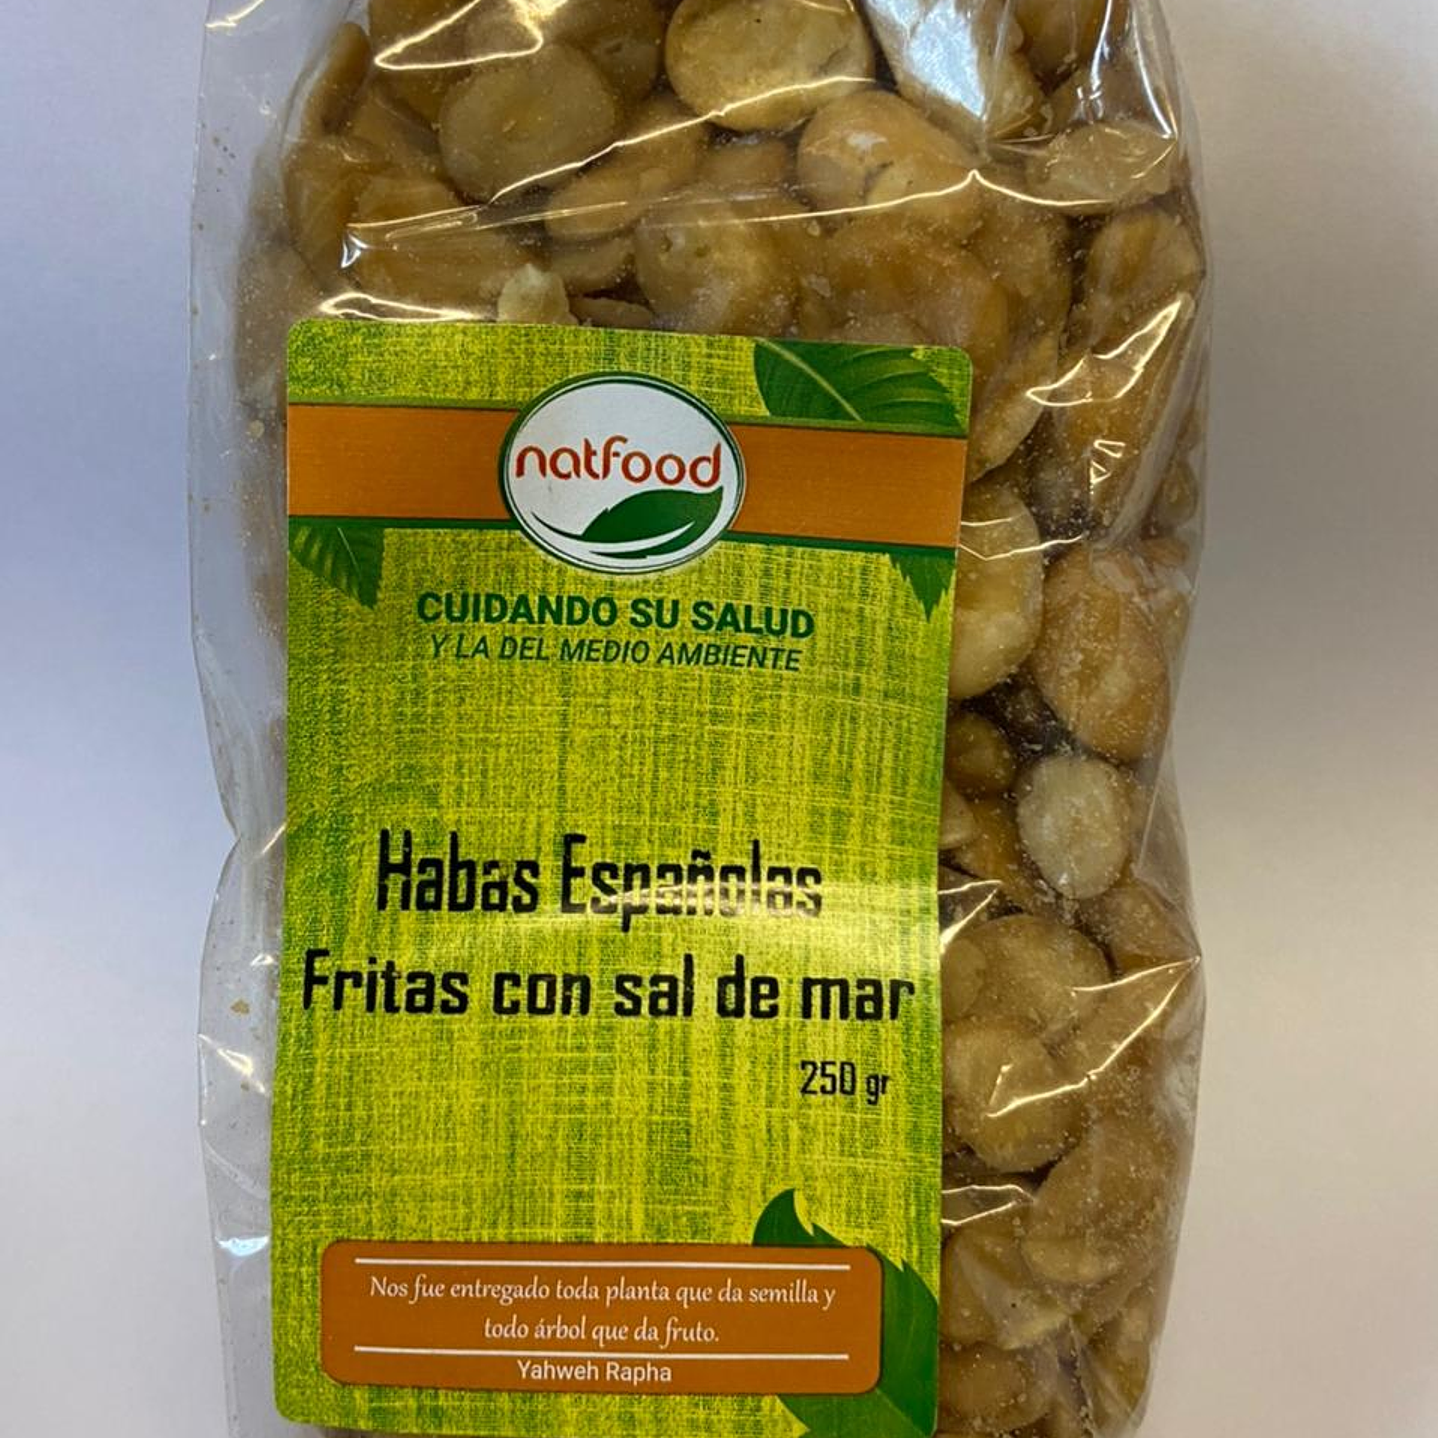 natfood
CUIDANDO SU SALUD
Y LA DEL MEDIO AMBIENTE
Habas Españolas
Fritas con sal de mar
250 gr
Nos fue entregado toda planta que da semilla y
todo árbol que da fruto.
Yahweh Rapha